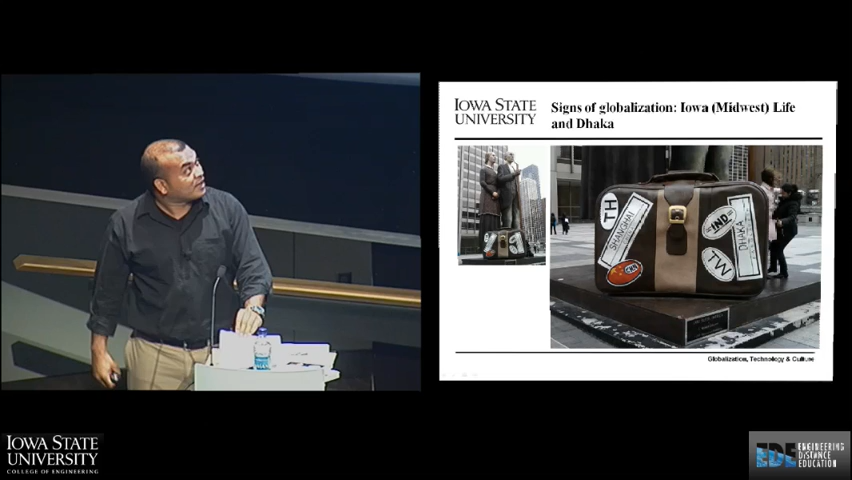 IOWA STATE
UNIVERSITY
Signs of globalization: Iowa (Midwest) Life
and Dhaka
TH
SHANGHAI
IND
DHAKA
TW
Globalization, Technology & Culture
IOWA STATE
UNIVERSITY
COLLEGE OF ENGINEERING
EDE ENGINEERING
DISTANCE
EDUCATION